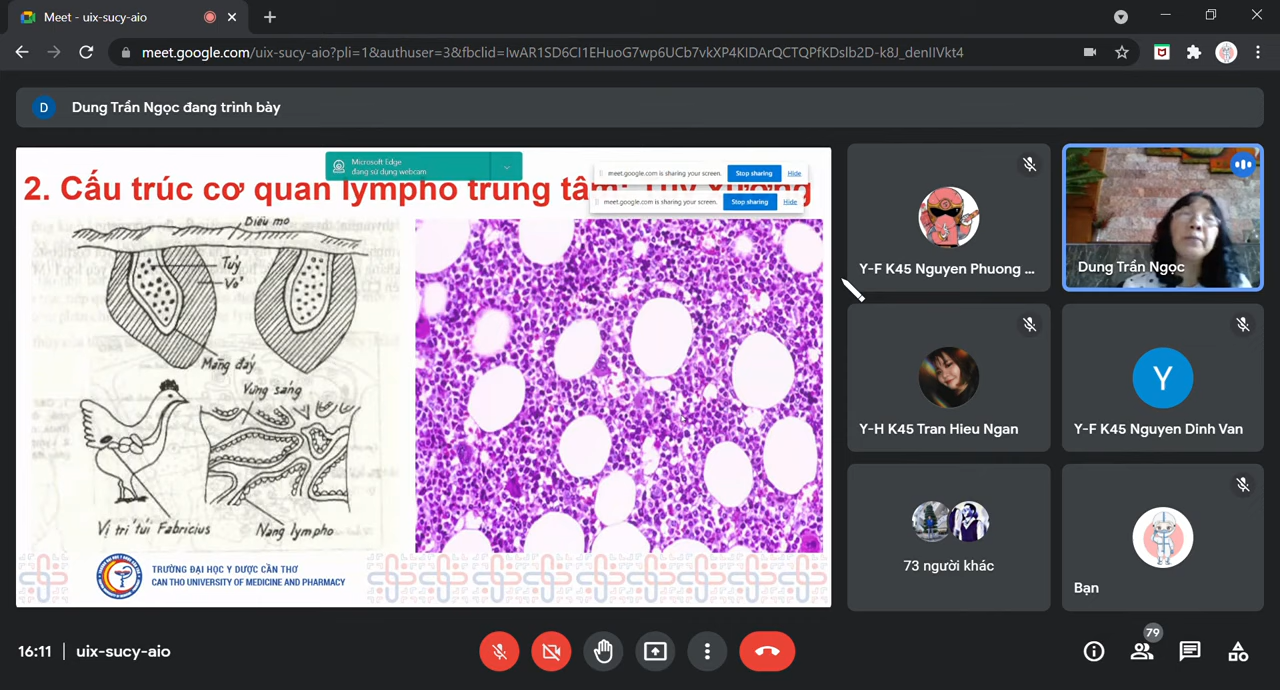 Meet - uix-sucy-aio
meet.google.com/uix-sucy-aio?pli=1&authuser=3&fbclid=IwAR1SD6CI1EHuoG7wp6UCb7vkXP4KIDArQCTQPfKDslb2D-k8J_denIIVkt4
D
Dung Trần Ngọc đang trình bày
Microsoft Edge
đang sử dụng webcam
meet.google.com is sharing your screen.
Stop sharing
Hide
meet.google.com is sharing your screen.
Stop sharing
Hide
2. Cấu trúc cơ quan lympho trung tâm: Tủy xương
Biểu mô
Tuỷ
Vỏ
Màng đáy
Vùng sáng
Vị trí túi Fabricius
Nang lympho
TRƯỜNG ĐẠI HỌC Y DƯỢC CẦN THƠ
CAN THO UNIVERSITY OF MEDICINE AND PHARMACY
Y-F K45 Nguyen Phuong ...
Dung Trần Ngọc
Y-H K45 Tran Hieu Ngan
Y
Y-F K45 Nguyen Dinh Van
73 người khác
Bạn
16:11
uix-sucy-aio
79